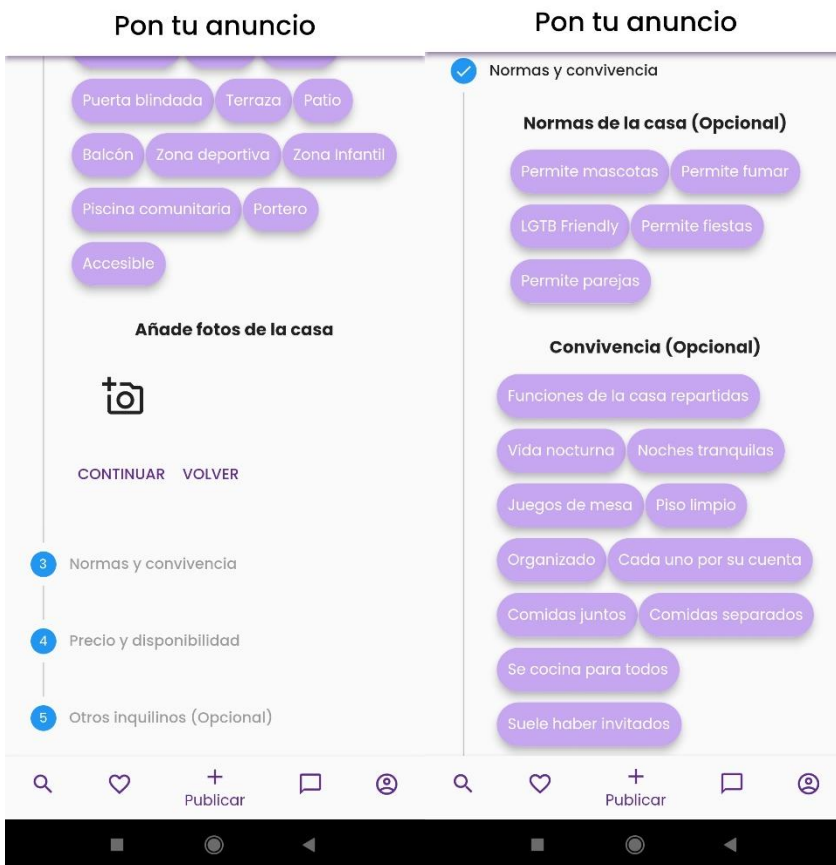 Pon tu anuncio
Puerta blindada Terraza Patio
Balcón Zona deportiva Zona Infantil
Piscina comunitaria Portero
Accesible
Añade fotos de la casa
CONTINUAR VOLVER
3 Normas y convivencia
4 Precio y disponibilidad
5 Otros inquilinos (Opcional)
Publicar
Pon tu anuncio
Normas y convivencia
Normas de la casa (Opcional)
Permite mascotas Permite fumar
LGTB Friendly Permite fiestas
Permite parejas
Convivencia (Opcional)
Funciones de la casa repartidas
Vida nocturna Noches tranquilas
Juegos de mesa Piso limpio
Organizado Cada uno por su cuenta
Comidas juntos Comidas separados
Se cocina para todos
Suele haber invitados
Publicar